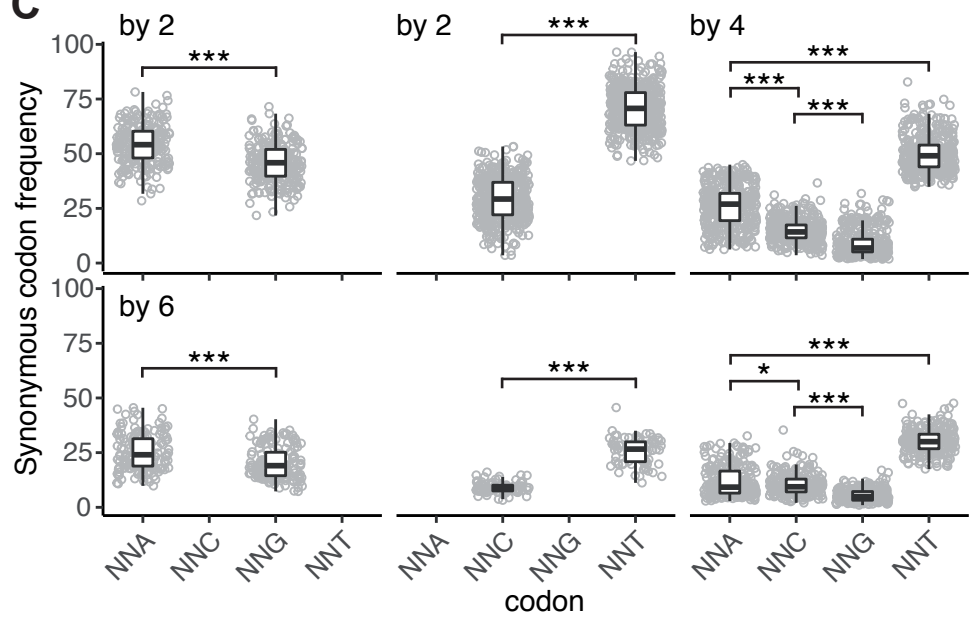 C
by 2
by 2
by 4
Synonymous codon frequency
100
75
50
25
0
***
***
***
***
***
by 6
100
75
50
25
0
***
***
***
*
***
NNA
NNC
NNG
NNT
NNA
NNC
NNG
NNT
NNA
NNC
NNG
NNT
codon